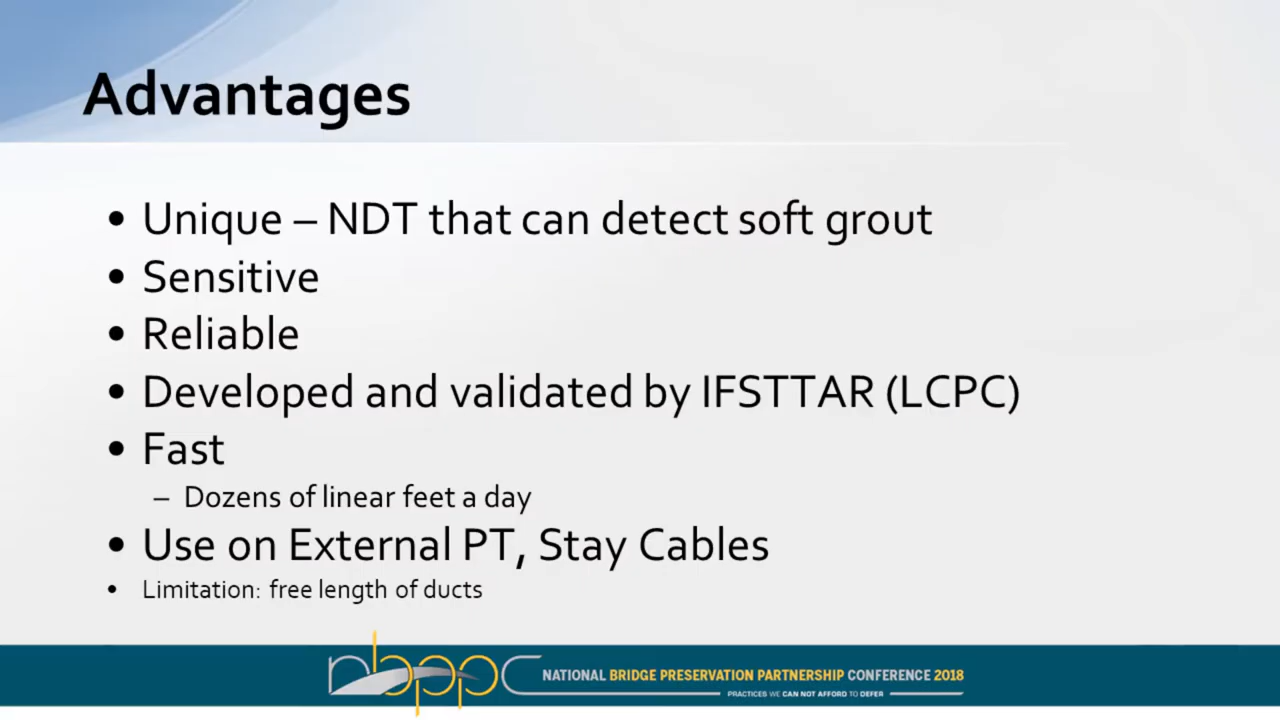 Advantages
• Unique – NDT that can detect soft grout
• Sensitive
• Reliable
• Developed and validated by IFSTTAR (LCPC)
• Fast
– Dozens of linear feet a day
• Use on External PT, Stay Cables
• Limitation: free length of ducts
nbppc
NATIONAL BRIDGE PRESERVATION PARTNERSHIP CONFERENCE 2018
PRACTICES WE CAN NOT AFFORD TO DEFER